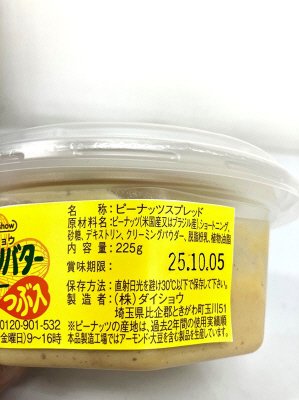 show
ョウ
バター
つぶ入
0120-901-532
金曜日)9～16時
名称:ピーナッツスプレッド
原材料名:ピーナッツ(米国産又はブラジル産)、ショートニング、
砂糖、デキストリン、クリーミングパウダー、脱脂粉乳、植物油脂
内容量:225g
賞味期限: 25.10.05
保存方法:直射日光を避け30℃以下で保存して下さい。
製造者:(株)ダイショウ
埼玉県比企郡ときがわ町玉川51
※ピーナッツの産地は、過去2年間の使用実績順
本品製造工場ではアーモンド、大豆を含む製品を生産しています。